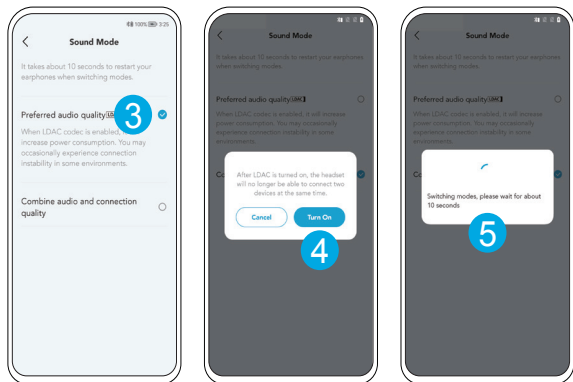 100% 3:25
Sound Mode
It takes about 10 seconds to restart your
earphones when switching modes.
Preferred audio quality
3
When LDAC codec is enabled,
increase power consumption. You may
occasionally experience connection
instability in some environments.
Combine audio and connection
quality
Sound Mode
It takes about 10 seconds to restart your earphones
when switching modes.
Preferred audio quality LDAC
When LDAC codec is enabled, it will increase
power consumption. You may occasionally
experience connection instability in some
environments.
After LDAC is turned on, the headset
will no longer be able to connect two
devices at the same time.
Cancel
Turn On
4
Sound Mode
It takes about 10 seconds to restart your earphones
when switching modes.
Preferred audio quality LDAC
When LDAC codec is enabled, it will increase
power consumption. You may occasionally
experience connection instability in some
environments.
Switching modes, please wait for about
10 seconds
5